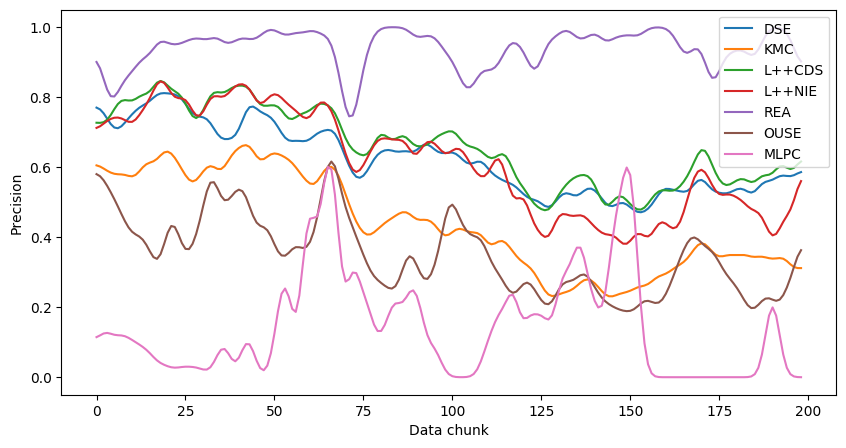 1.0
0.8
0.6
0.4
0.2
0.0
Precision
0
25
50
75
100
125
150
175
200
Data chunk
DSE
KMC
L++CDS
L++NIE
REA
OUSE
MLPC